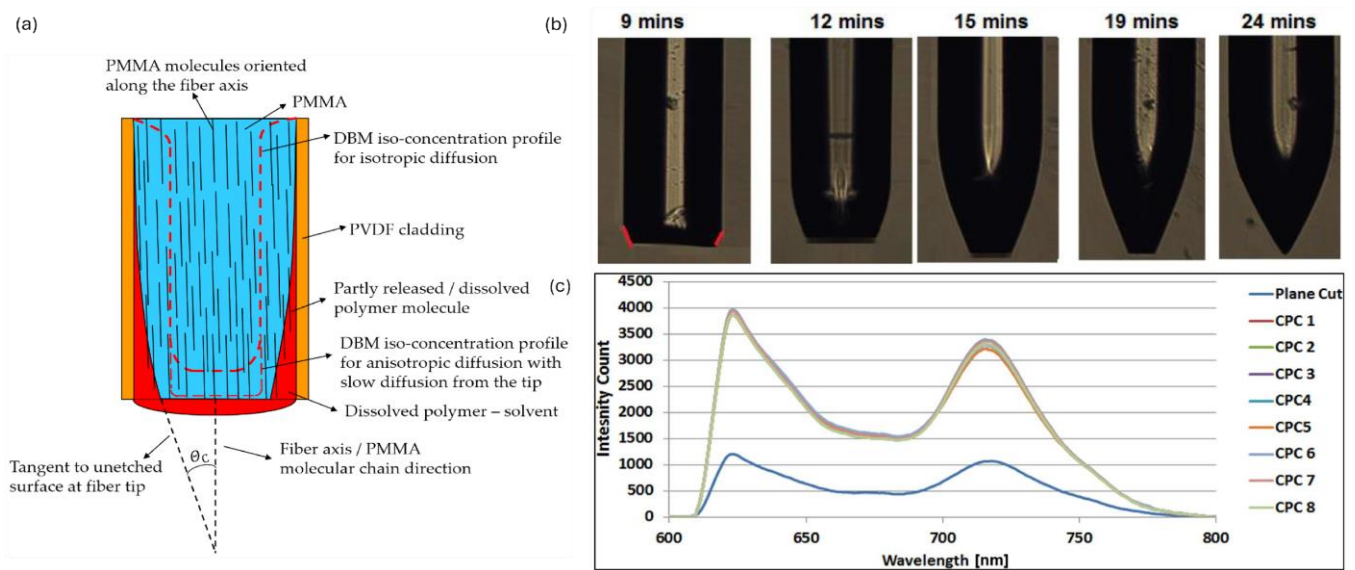 (a)
PMMA molecules oriented
along the fiber axis
PMMA
DBM iso-concentration profile
for isotropic diffusion
PVDF cladding
Partly released / dissolved
polymer molecule
DBM iso-concentration profile
for anisotropic diffusion with
slow diffusion from the tip
Dissolved polymer – solvent
Fiber axis / PMMA
molecular chain direction
Tangent to unetched
surface at fiber tip
θc
(b)
9 mins
12 mins
15 mins
19 mins
24 mins
(c)
Intesnity Count
4500
4000
3500
3000
2500
2000
1500
1000
500
0
600
650
700
750
800
Wavelength [nm]
Plane Cut
CPC 1
CPC 2
CPC 3
CPC4
CPC5
CPC 6
CPC 7
CPC 8